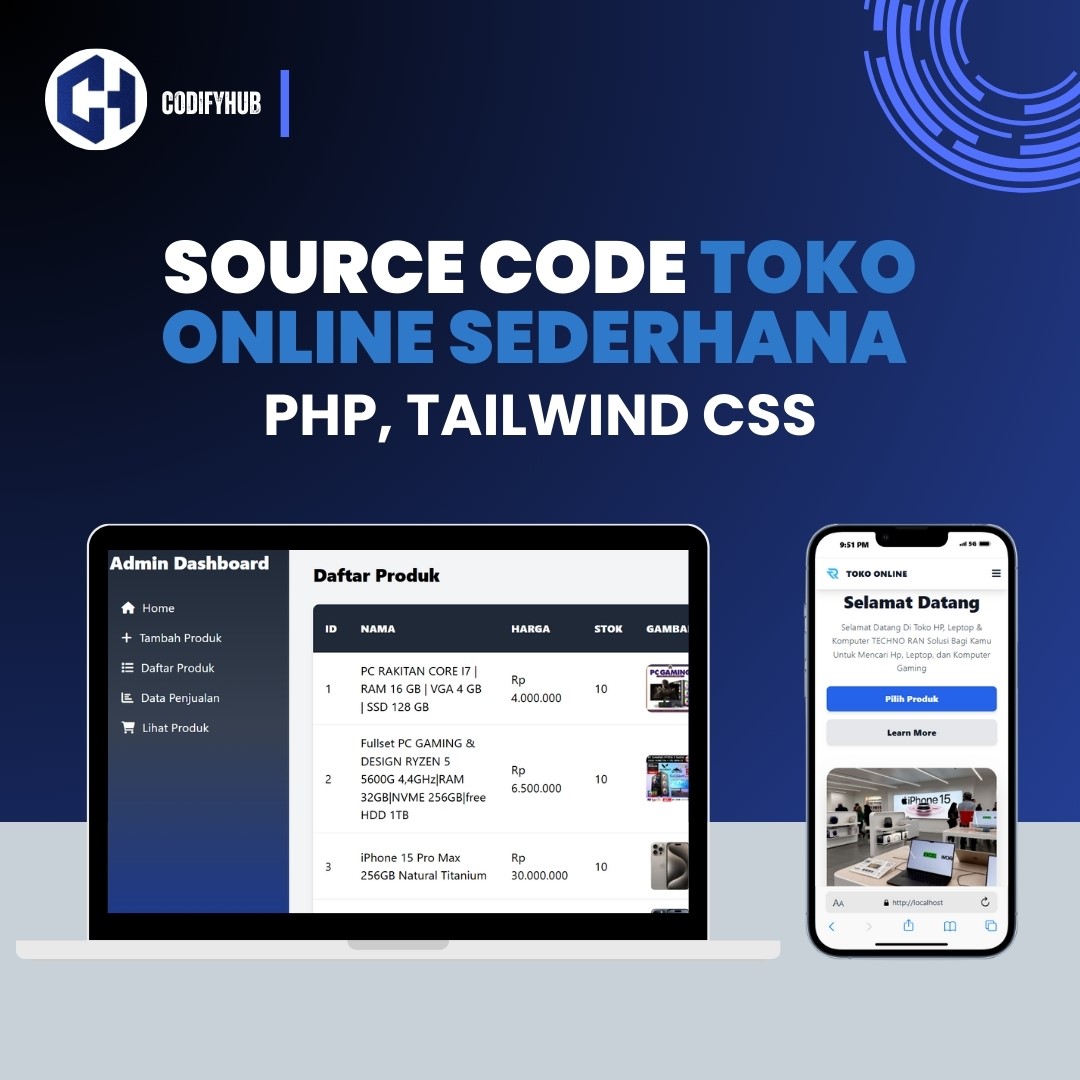 CODIFYHUB
SOURCE CODE TOKO
ONLINE SEDERHANA
PHP, TAILWIND CSS
Admin Dashboard
Home
Tambah Produk
Daftar Produk
Data Penjualan
Lihat Produk
Daftar Produk
ID NAMA HARGA STOK GAMBA
1 PC RAKITAN CORE I7 | RAM 16 GB | VGA 4 GB | SSD 128 GB Rp 4.000.000 10
PC GAMING
2 Fullset PC GAMING & DESIGN RYZEN 5 5600G 4,4GHz|RAM 32GB|NVME 256GB|free HDD 1TB Rp 6.500.000 10
3 iPhone 15 Pro Max 256GB Natural Titanium Rp 30.000.000 10
9:51 PM 5G
TOKO ONLINE
Selamat Datang
Selamat Datang Di Toko HP, Leptop &
Komputer TECHNO RAN Solusi Bagi Kamu
Untuk Mencari Hp, Leptop, dan Komputer
Gaming
Pilih Produk
Learn More
iPhone 15
AA http://localhost